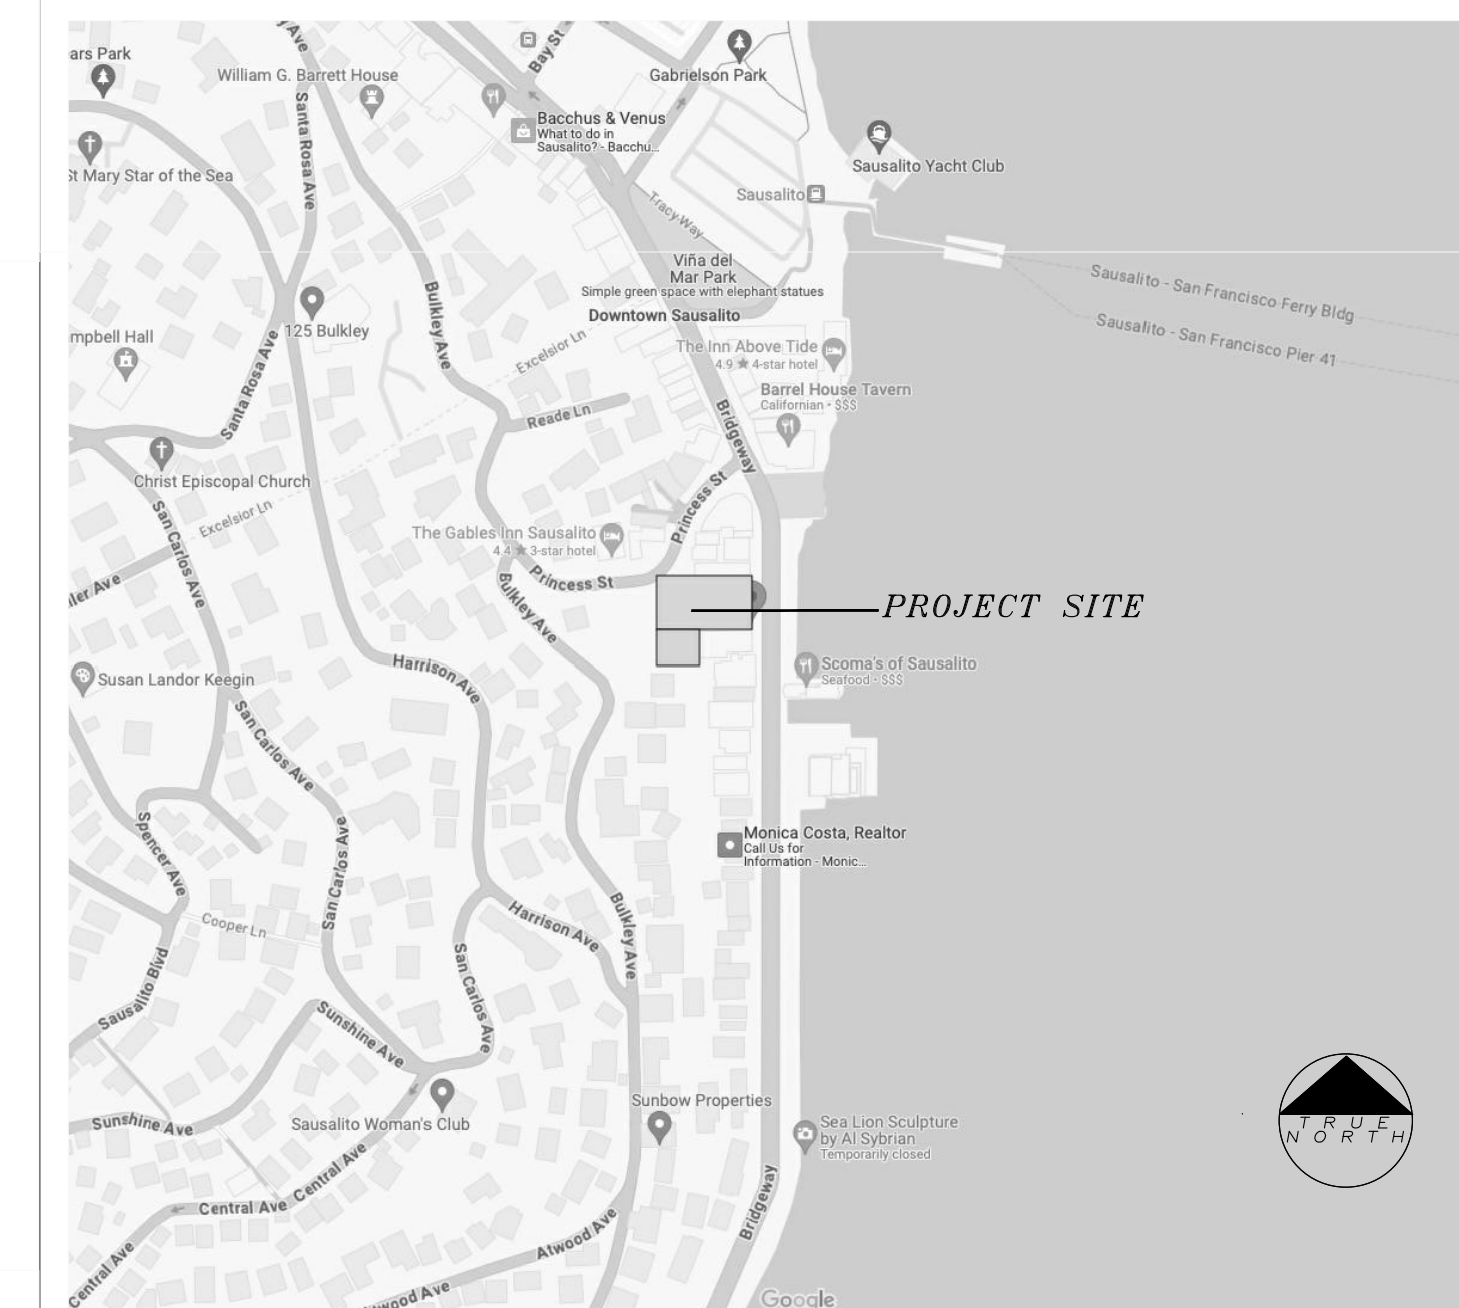 ars Park
William G. Barrett House
y Ave
Bay St
Gabrielson Park
Bacchus & Venus
What to do in
Sausalito? - Bacchu...
Santa Rosa Ave
St Mary Star of the Sea
Sausalito Yacht Club
Sausalito
Tracy Way
Viña del
Mar Park
Simple green space with elephant statues
Downtown Sausalito
Sausalito - San Francisco Ferry Bldg
Sausalito - San Francisco Pier 41
125 Bulkley
Bulkley Ave
mpbell Hall
Excelsior Ln
The Inn Above Tide
4.9 ★ 4-star hotel
Barrel House Tavern
Californian • $$$
Santa Rosa Ave
Reade Ln
Bridgeway
Christ Episcopal Church
Excelsior Ln
San Carlos Ave
The Gables Inn Sausalito
4.4 ★ 3-star hotel
Princess St
Princess St
Bulkley Ave
ller Ave
PROJECT SITE
Susan Landor Keegin
Harrison Ave
Scoma's of Sausalito
Seafood • $$$
San Carlos Ave
Spencer Ave
San Carlos Ave
Monica Costa, Realtor
Call Us for
Information - Monic...
Cooper Ln
Harrison Ave
Bulkley Ave
San Carlos Ave
Sausalito Blvd
Sunshine Ave
Sunshine Ave
Sausalito Woman's Club
Sunbow Properties
Sea Lion Sculpture
by Al Sybrian
Temporarily closed
TRUE
NORTH
Central Ave
Central Ave
Central Ave
Atwood Ave
wood Ave
Bridgeway
Google